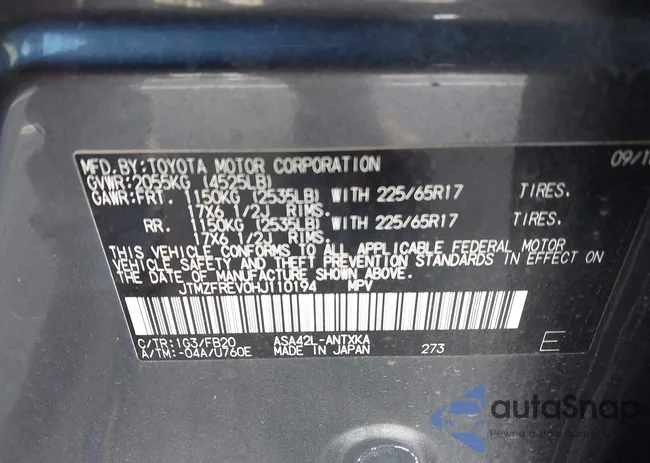 MFD.BY:TOYOTA MOTOR CORPORATION 09/1
GVWR:2055KG (4525LB)
GAWR:FRT. 1150KG (2535LB) WITH 225/65R17 TIRES.
17X6 1/2J RIMS.
RR. 1150KG (2535LB) WITH 225/65R17 TIRES.
17X6 1/2J RIMS.
THIS VEHICLE CONFORMS TO ALL APPLICABLE FEDERAL MOTOR
VEHICLE SAFETY AND THEFT PREVENTION STANDARDS IN EFFECT ON
THE DATE OF MANUFACTURE SHOWN ABOVE.
JTMZFREV0HJ110194 MPV
C/TR:1G3/FB20 ASA42L-ANTXKA
A/TM:-04A/U760E MADE IN JAPAN 273 E
autaSnap
Pewne auta z